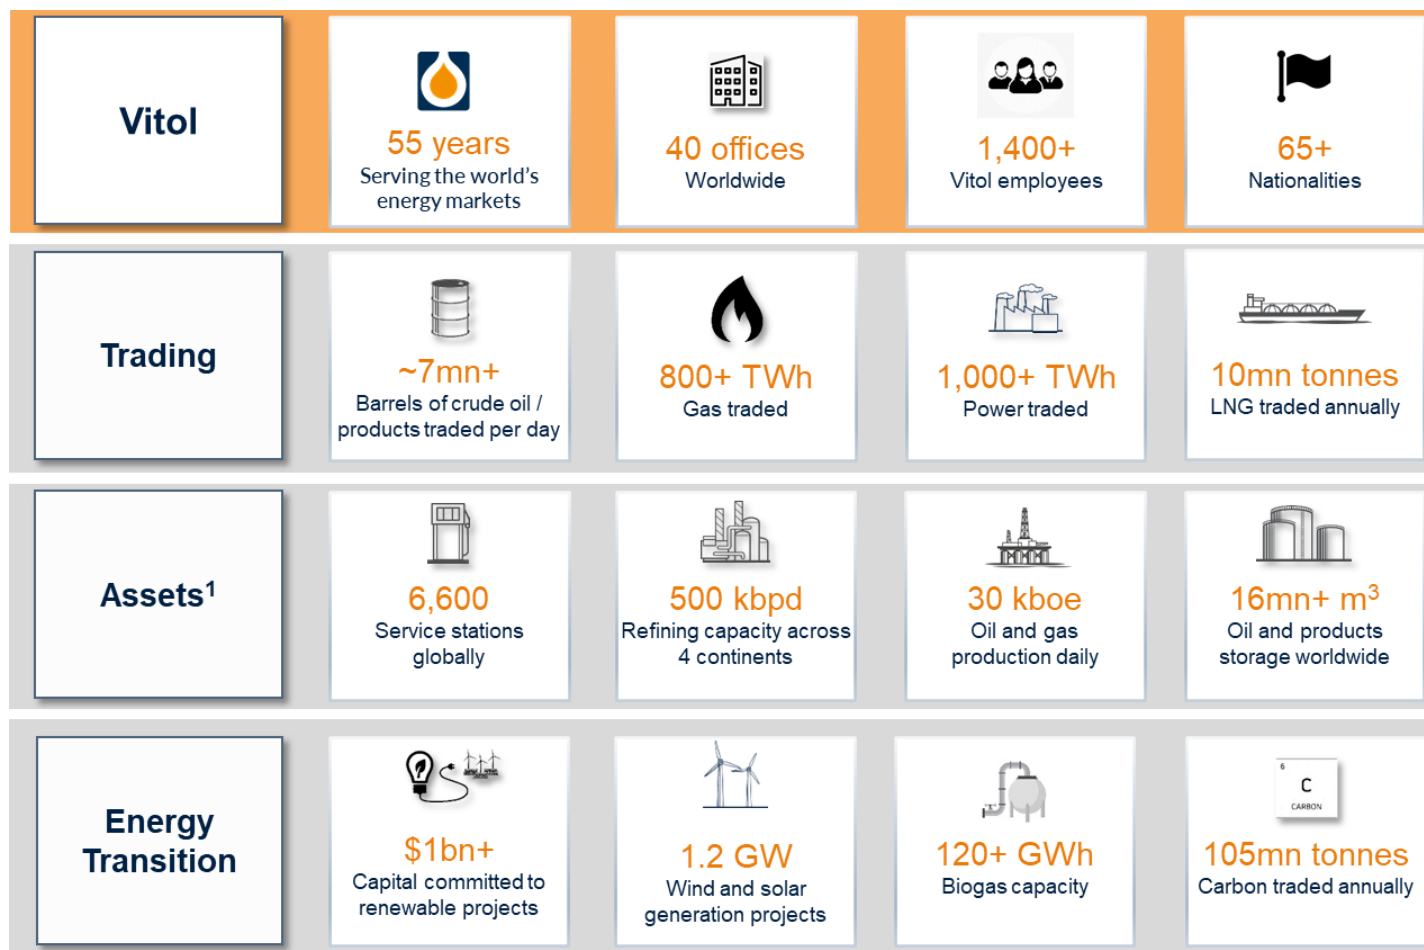 Vitol
55 years
Serving the world's
energy markets
40 offices
Worldwide
1,400+
Vitol employees
65+
Nationalities
Trading
~7mn+
Barrels of crude oil /
products traded per day
800+ TWh
Gas traded
1,000+ TWh
Power traded
10mn tonnes
LNG traded annually
Assets¹
6,600
Service stations
globally
500 kbpd
Refining capacity across
4 continents
30 kboe
Oil and gas
production daily
16mn+ m³
Oil and products
storage worldwide
Energy
Transition
$1bn+
Capital committed to
renewable projects
1.2 GW
Wind and solar
generation projects
120+ GWh
Biogas capacity
6
C
CARBON
105mn tonnes
Carbon traded annually